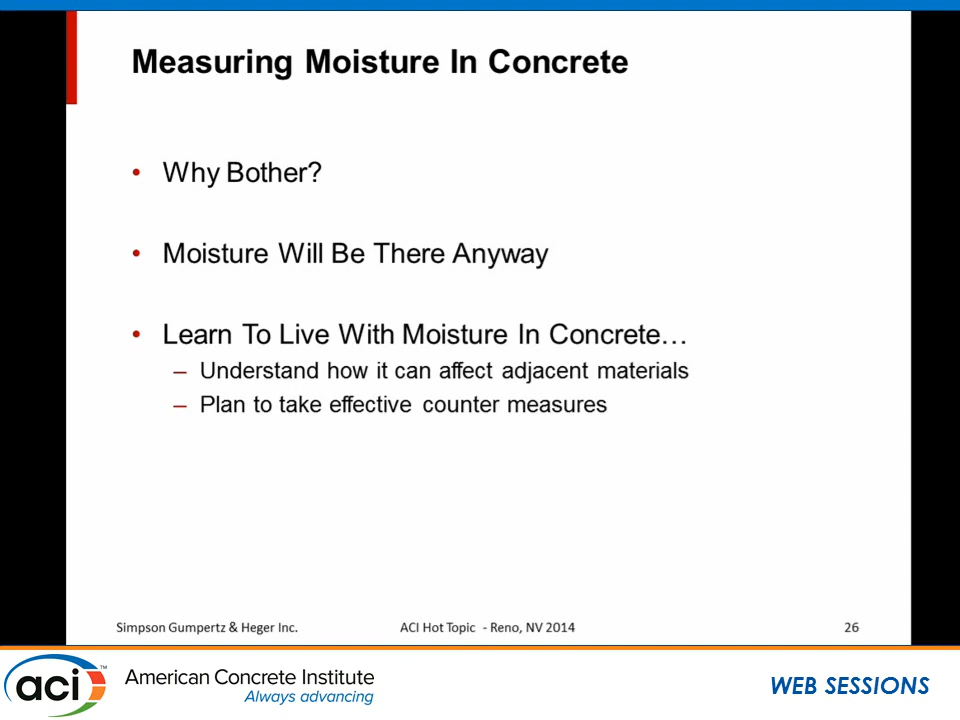 Measuring Moisture In Concrete
• Why Bother?
• Moisture Will Be There Anyway
• Learn To Live With Moisture In Concrete…
– Understand how it can affect adjacent materials
– Plan to take effective counter measures
Simpson Gumpertz & Heger Inc. ACI Hot Topic - Reno, NV 2014 26
aci™ American Concrete Institute
Always advancing
WEB SESSIONS